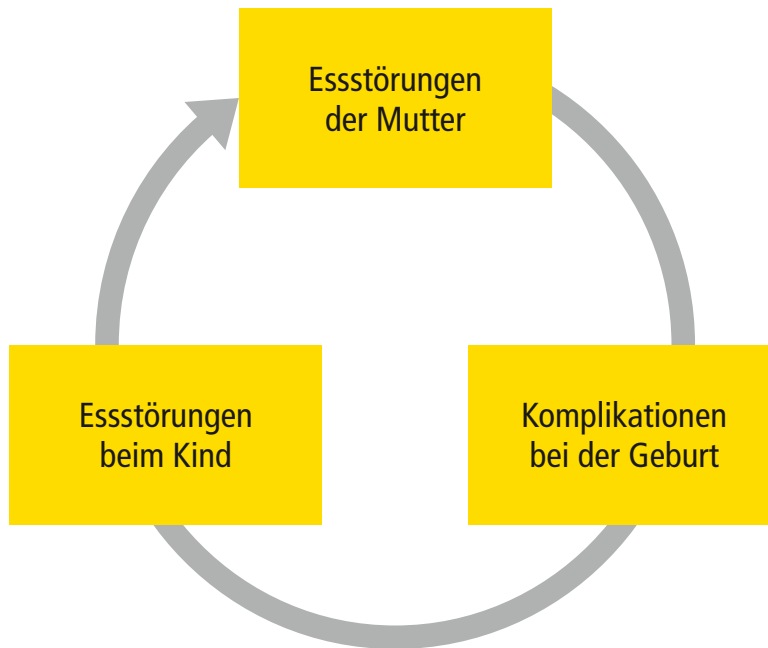 Essstörungen
der Mutter
Essstörungen
beim Kind
Komplikationen
bei der Geburt